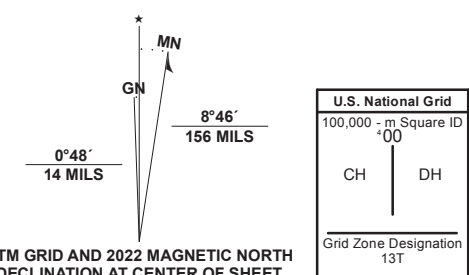 ★
MN
GN
8°46´
156 MILS
0°48´
14 MILS
TM GRID AND 2022 MAGNETIC NORTH
DECLINATION AT CENTER OF SHEET
U.S. National Grid
100,000 - m Square ID
⁴00
CH DH
Grid Zone Designation
13T